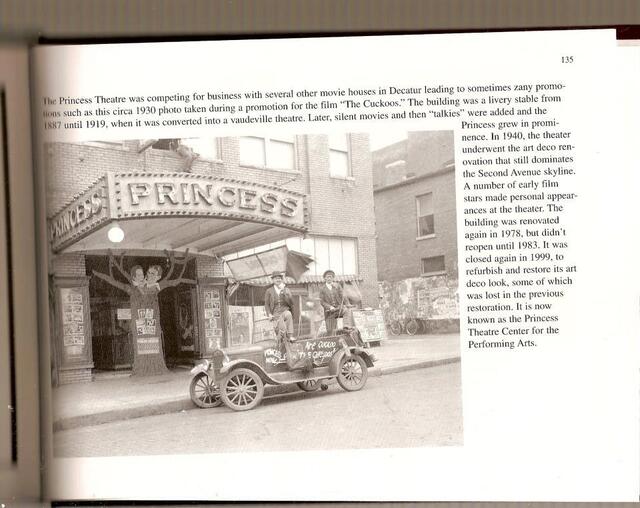 135
The Princess Theatre was competing for business with several other movie houses in Decatur leading to sometimes zany promo-
tions such as this circa 1930 photo taken during a promotion for the film “The Cuckoos.” The building was a livery stable from
1887 until 1919, when it was converted into a vaudeville theatre. Later, silent movies and then “talkies” were added and the
Princess grew in promi-
nence. In 1940, the theater
underwent the art deco ren-
ovation that still dominates
the Second Avenue skyline.
A number of early film
stars made personal appear-
ances at the theater. The
building was renovated
again in 1978, but didn’t
reopen until 1983. It was
closed again in 1999, to
refurbish and restore its art
deco look, some of which
was lost in the previous
restoration. It is now
known as the Princess
Theatre Center for the
Performing Arts.
PRINCESS
PRINCESS